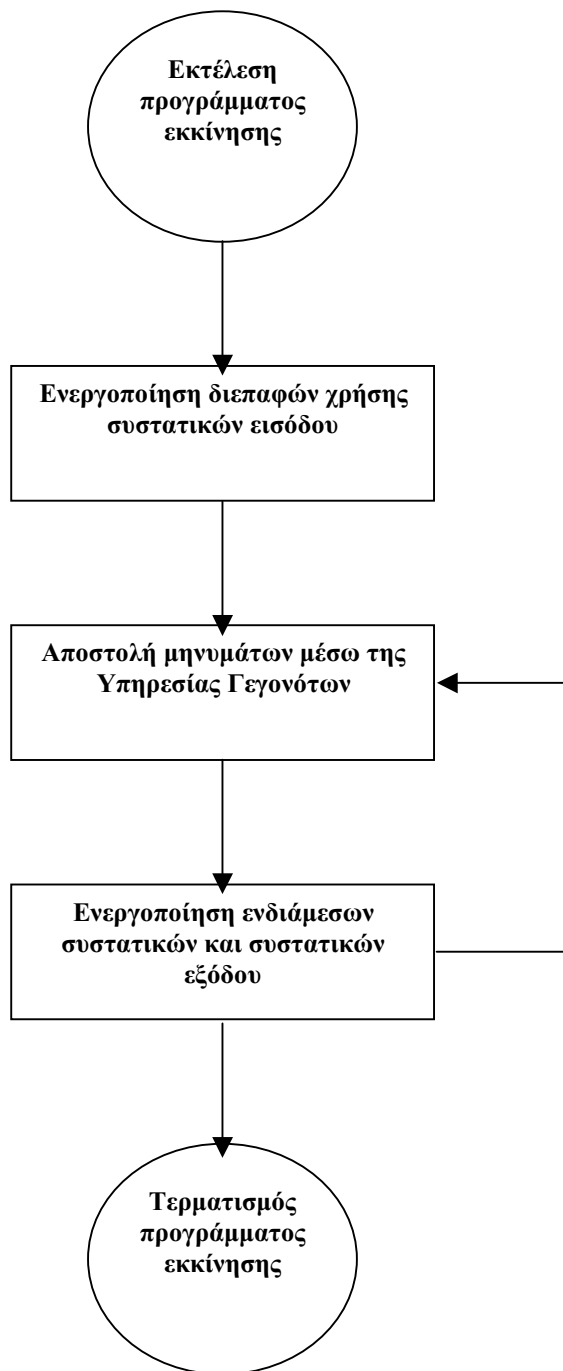 Εκτέλεση
προγράμματος
εκκίνησης
Ενεργοποίηση διεπαφών χρήσης
συστατικών εισόδου
Αποστολή μηνυμάτων μέσω της
Υπηρεσίας Γεγονότων
Ενεργοποίηση ενδιάμεσων
συστατικών και συστατικών
εξόδου
Τερματισμός
προγράμματος
εκκίνησης